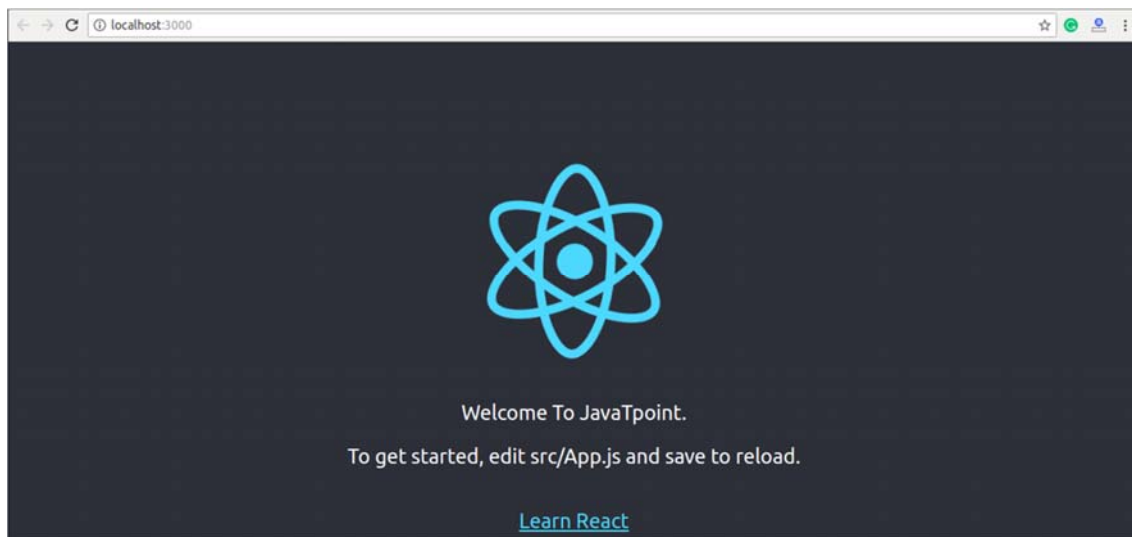 localhost:3000
Welcome To JavaTpoint.
To get started, edit src/App.js and save to reload.
Learn React